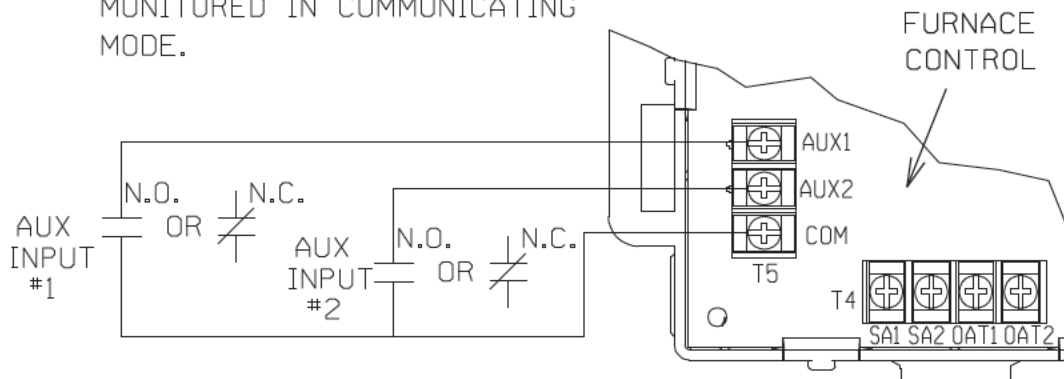 MONITORED IN COMMUNICATING
MODE.
FURNACE
CONTROL
AUX1
AUX2
COM
T5
N.O.
OR
N.C.
AUX
INPUT
#1
N.O.
OR
N.C.
AUX
INPUT
#2
T4
SA1 SA2 OAT1 OAT2